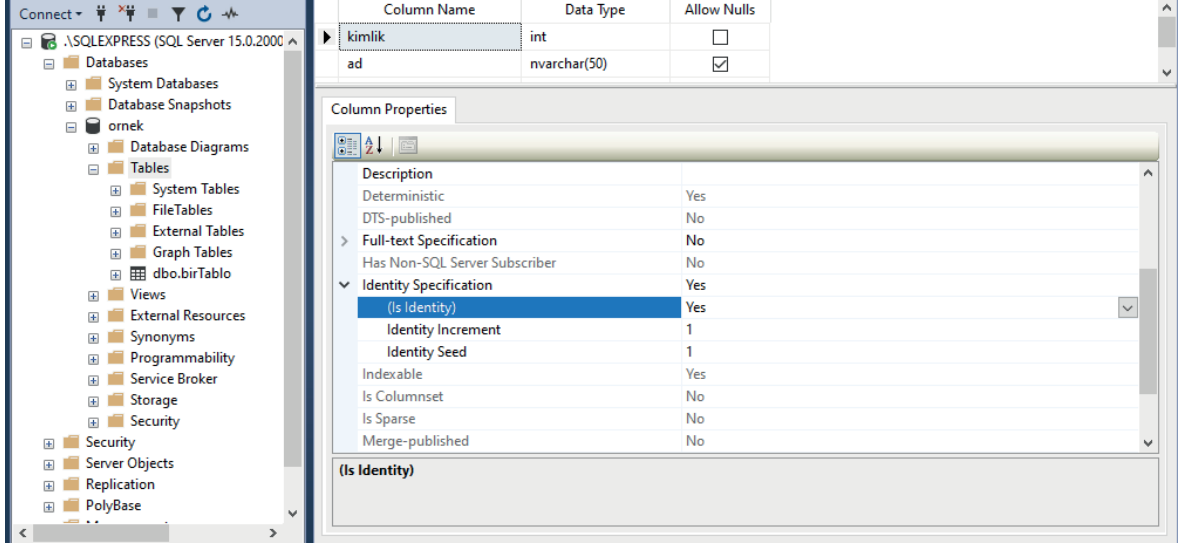 Connect
.\SQLEXPRESS (SQL Server 15.0.2000
Databases
System Databases
Database Snapshots
ornek
Database Diagrams
Tables
System Tables
FileTables
External Tables
Graph Tables
dbo.birTablo
Views
External Resources
Synonyms
Programmability
Service Broker
Storage
Security
Security
Server Objects
Replication
PolyBase
Column Name Data Type Allow Nulls
kimlik int
ad nvarchar(50)
Column Properties
Description
Deterministic Yes
DTS-published No
Full-text Specification No
Has Non-SQL Server Subscriber No
Identity Specification Yes
(Is Identity) Yes
Identity Increment 1
Identity Seed 1
Indexable Yes
Is Columnset No
Is Sparse No
Merge-published No
(Is Identity)